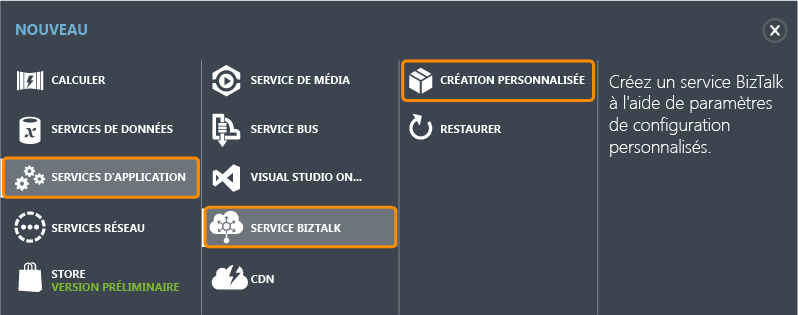 NOUVEAU
CALCULER
SERVICES DE DONNÉES
SERVICES D'APPLICATION
SERVICES RÉSEAU
STORE
VERSION PRÉLIMINAIRE
SERVICE DE MÉDIA
SERVICE BUS
VISUAL STUDIO ON...
SERVICE BIZTALK
CDN
CRÉATION PERSONNALISÉE
RESTAURER
Créez un service BizTalk
à l'aide de paramètres
de configuration
personnalisés.